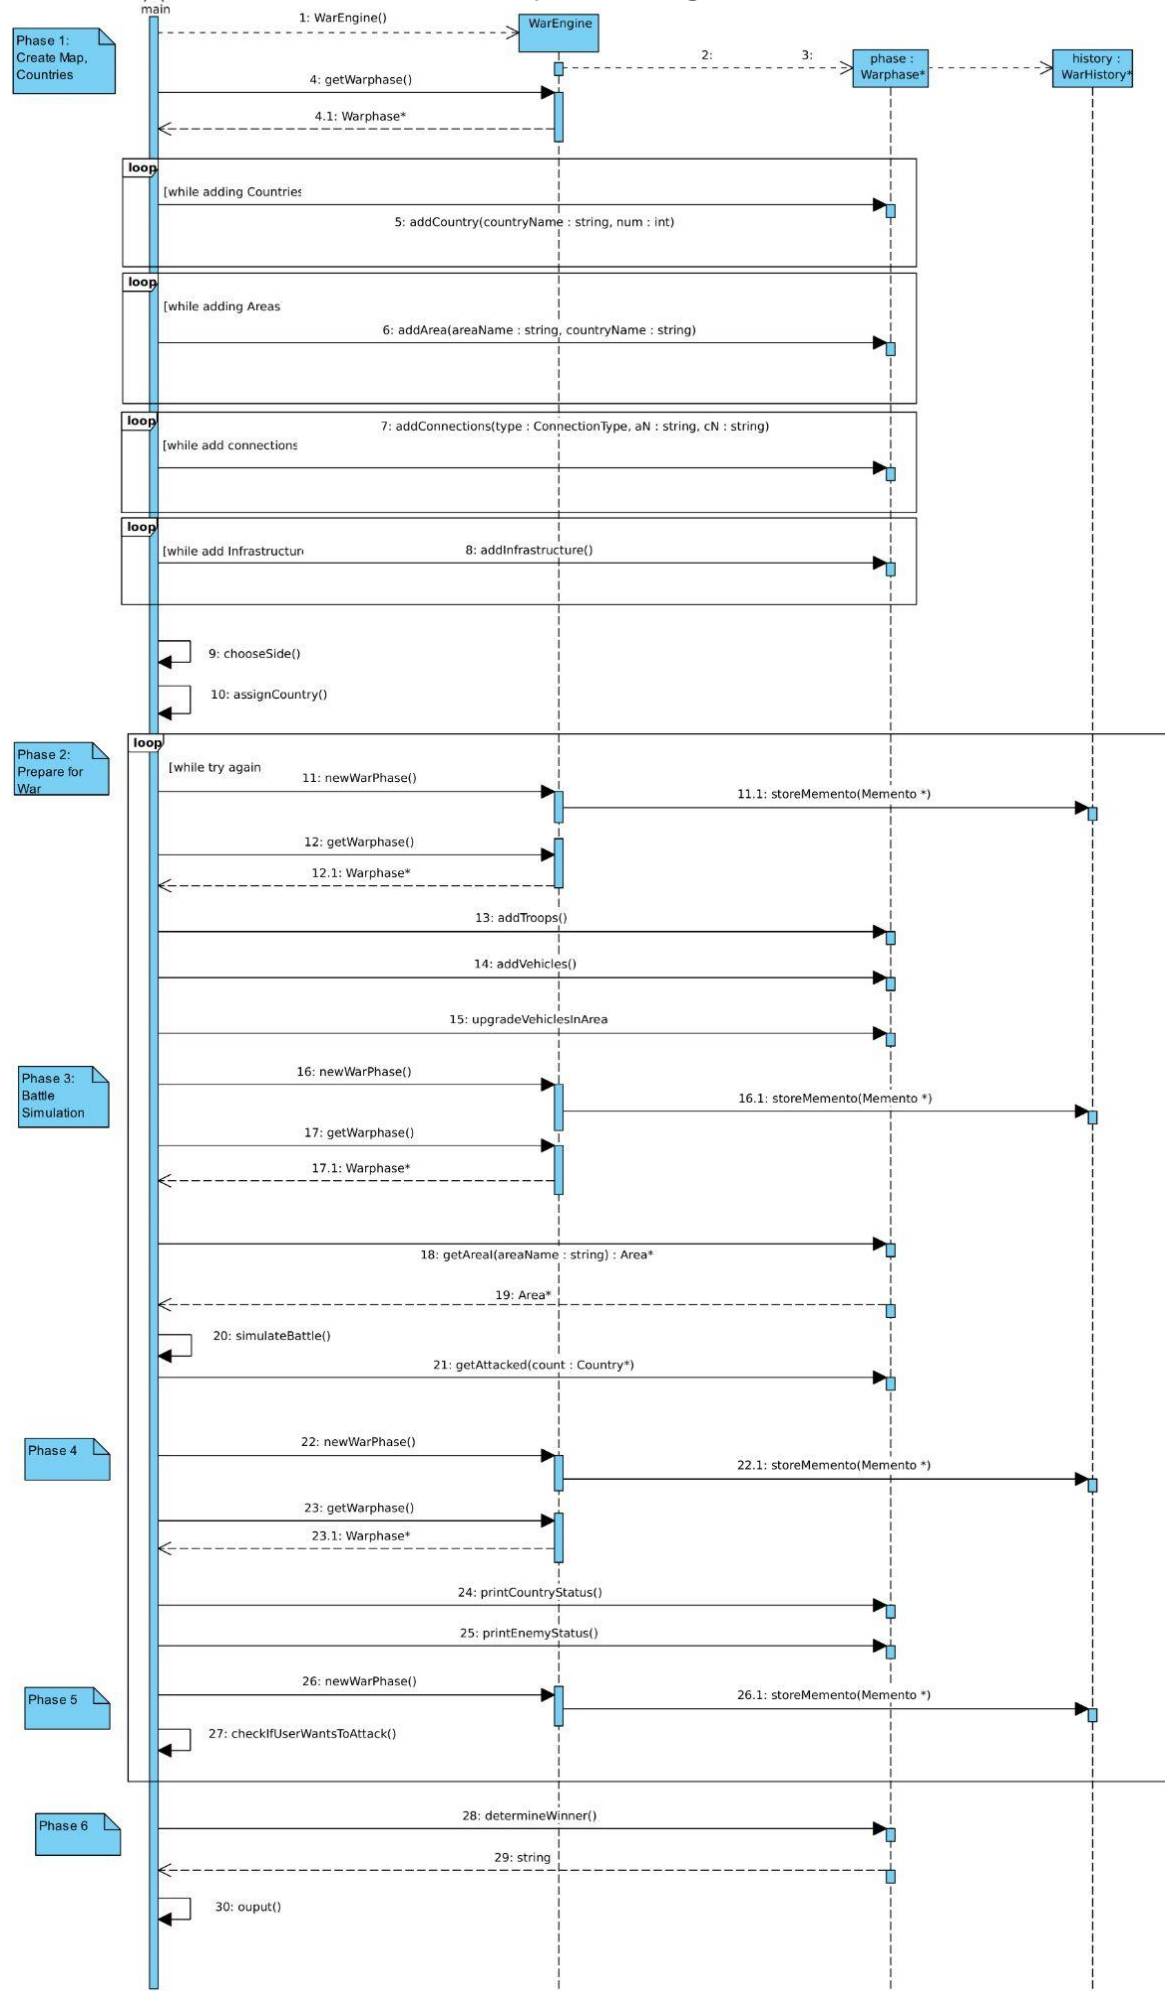 main
1: WarEngine()
WarEngine
Phase 1:
Create Map,
Countries
2:
3:
phase :
Warphase*
history :
WarHistory*
4: getWarphase()
4.1: Warphase*
loop
[while adding Countries
5: addCountry(countryName : string, num : int)
loop
[while adding Areas
6: addArea(areaName : string, countryName : string)
loop
7: addConnections(type : ConnectionType, aN : string, cN : string)
[while add connections
loop
[while add Infrastructur
8: addInfrastructure()
9: chooseSide()
10: assignCountry()
Phase 2:
Prepare for
War
loop
[while try again
11: newWarPhase()
11.1: storeMemento(Memento *)
12: getWarphase()
12.1: Warphase*
13: addTroops()
14: addVehicles()
15: upgradeVehiclesInArea
Phase 3:
Battle
Simulation
16: newWarPhase()
16.1: storeMemento(Memento *)
17: getWarphase()
17.1: Warphase*
18: getAreaI(areaName : string) : Area*
19: Area*
20: simulateBattle()
21: getAttacked(count : Country*)
Phase 4
22: newWarPhase()
22.1: storeMemento(Memento *)
23: getWarphase()
23.1: Warphase*
24: printCountryStatus()
25: printEnemyStatus()
Phase 5
26: newWarPhase()
26.1: storeMemento(Memento *)
27: checkIfUserWantsToAttack()
Phase 6
28: determineWinner()
29: string
30: ouput()